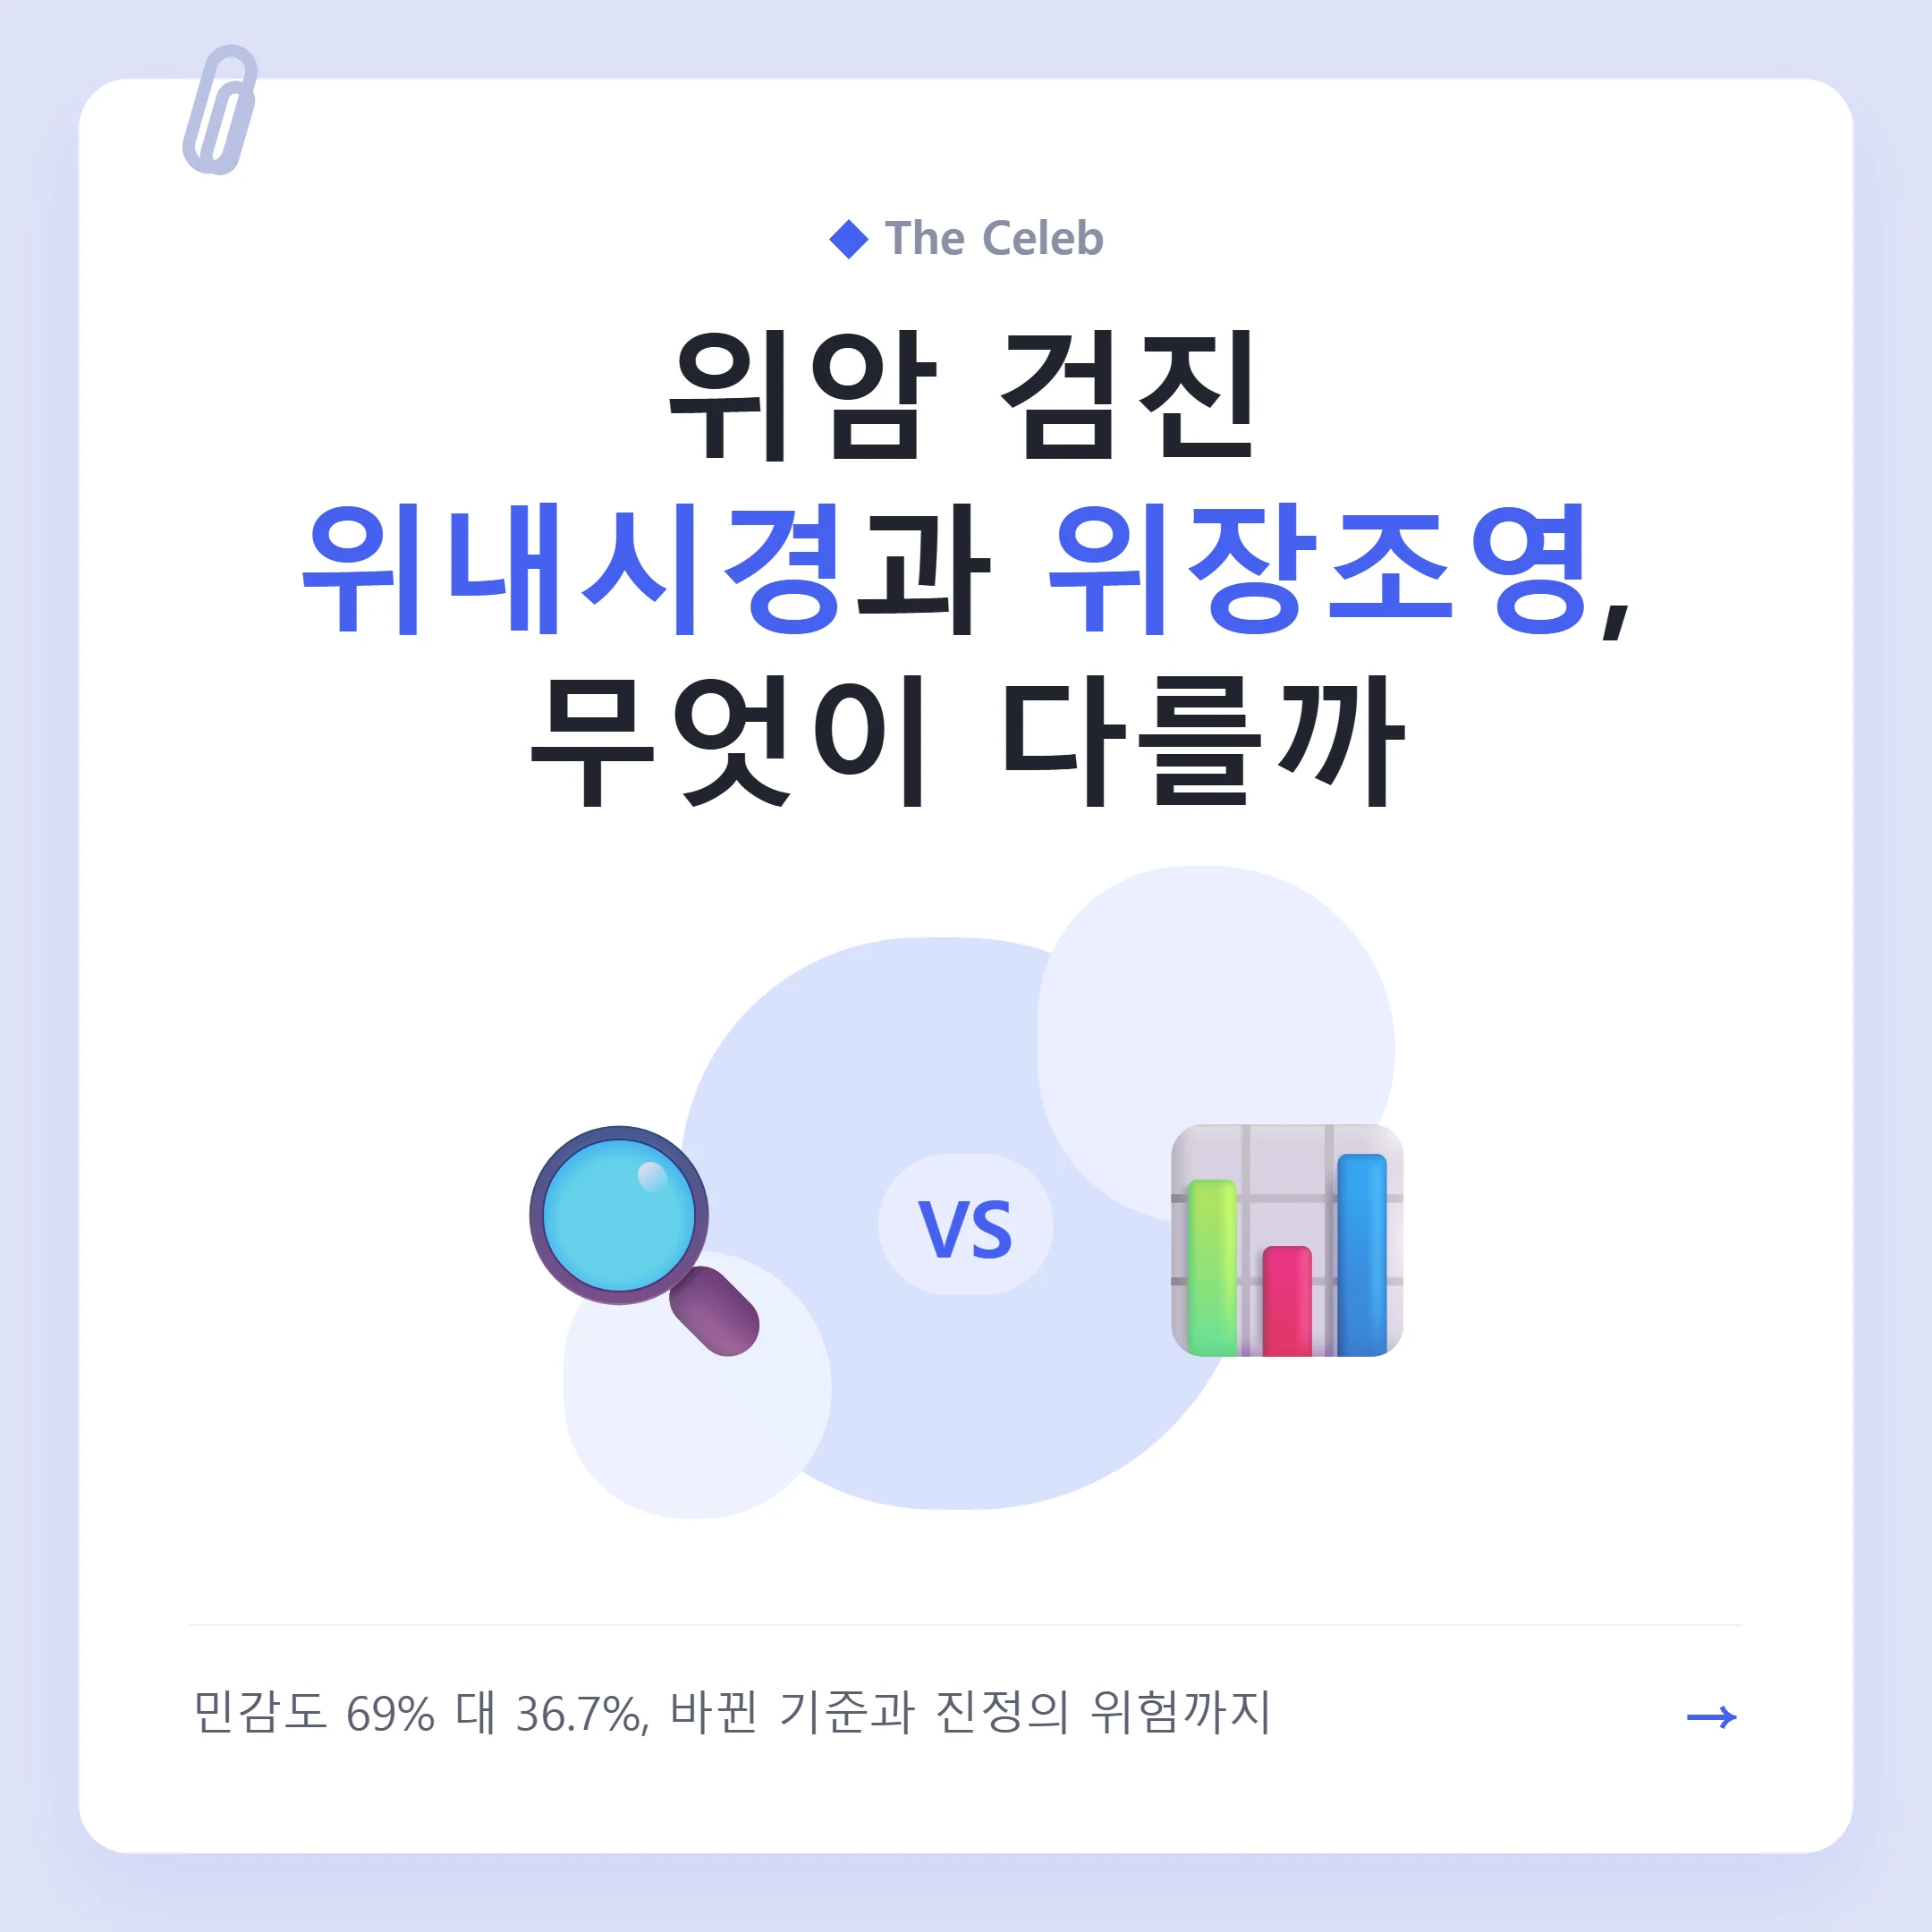 The Celeb
위암 검진
위내시경과 위장조영,
무엇이 다를까
VS
민감도 69% 대 36.7%, 바뀐 기준과 진정의 위험까지 →